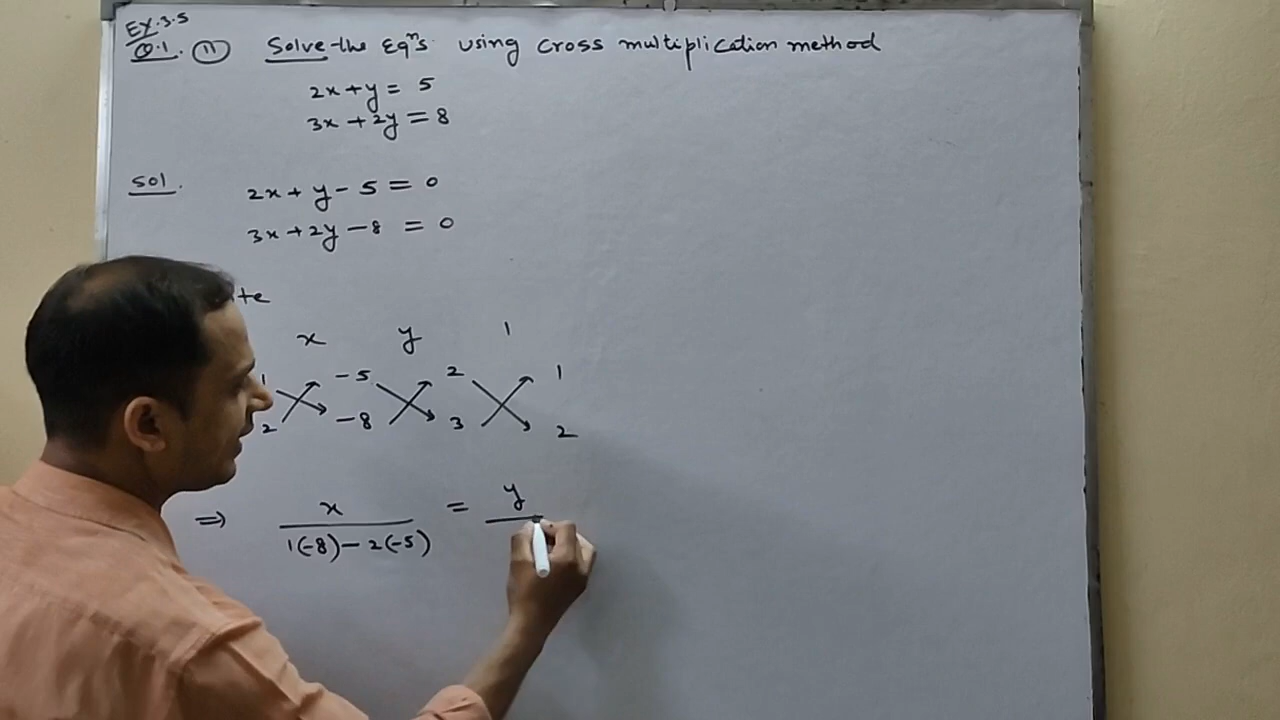 Ex.3.5
Q.1. (ii) Solve the Eqⁿs. using cross multiplication method
2x+y = 5
3x+2y = 8
Sol. 2x+y-5 = 0
3x+2y-8 = 0
x y 1
1 -5 2 1
2 -8 3 2
⇒ x/1(-8)-2(-5) = y/